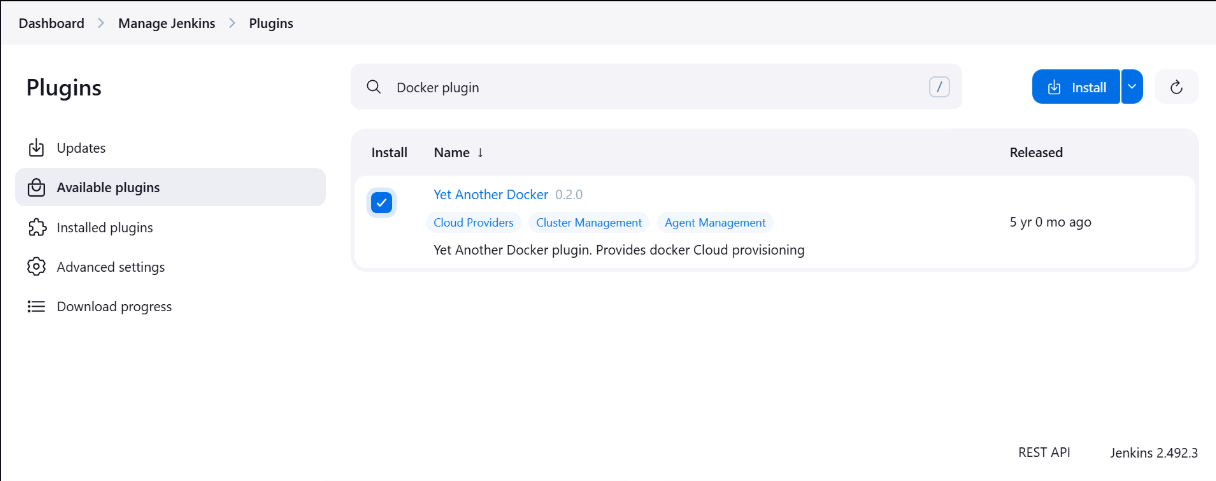 Dashboard > Manage Jenkins > Plugins
Plugins
Updates
Available plugins
Installed plugins
Advanced settings
Download progress
Docker plugin /
Install
Install Name ↓ Released
Yet Another Docker 0.2.0
Cloud Providers Cluster Management Agent Management
5 yr 0 mo ago
Yet Another Docker plugin. Provides docker Cloud provisioning
REST API Jenkins 2.492.3